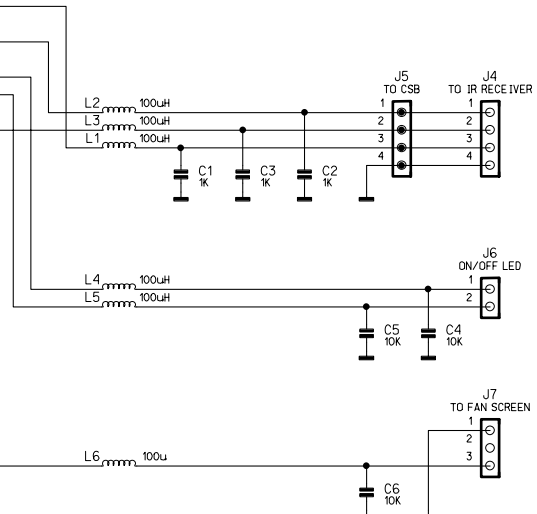 J5 J4
TO CSB TO IR RECEIVER
L2 100uH 1 1
L3 100uH 2 2
L1 100uH 3 3
4 4
C1 C3 C2
1K 1K 1K
J6
ON/OFF LED
L4 100uH 1
L5 100uH 2
C5 C4
10K 10K
J7
TO FAN SCREEN
1
2
L6 100u 3
C6
10K